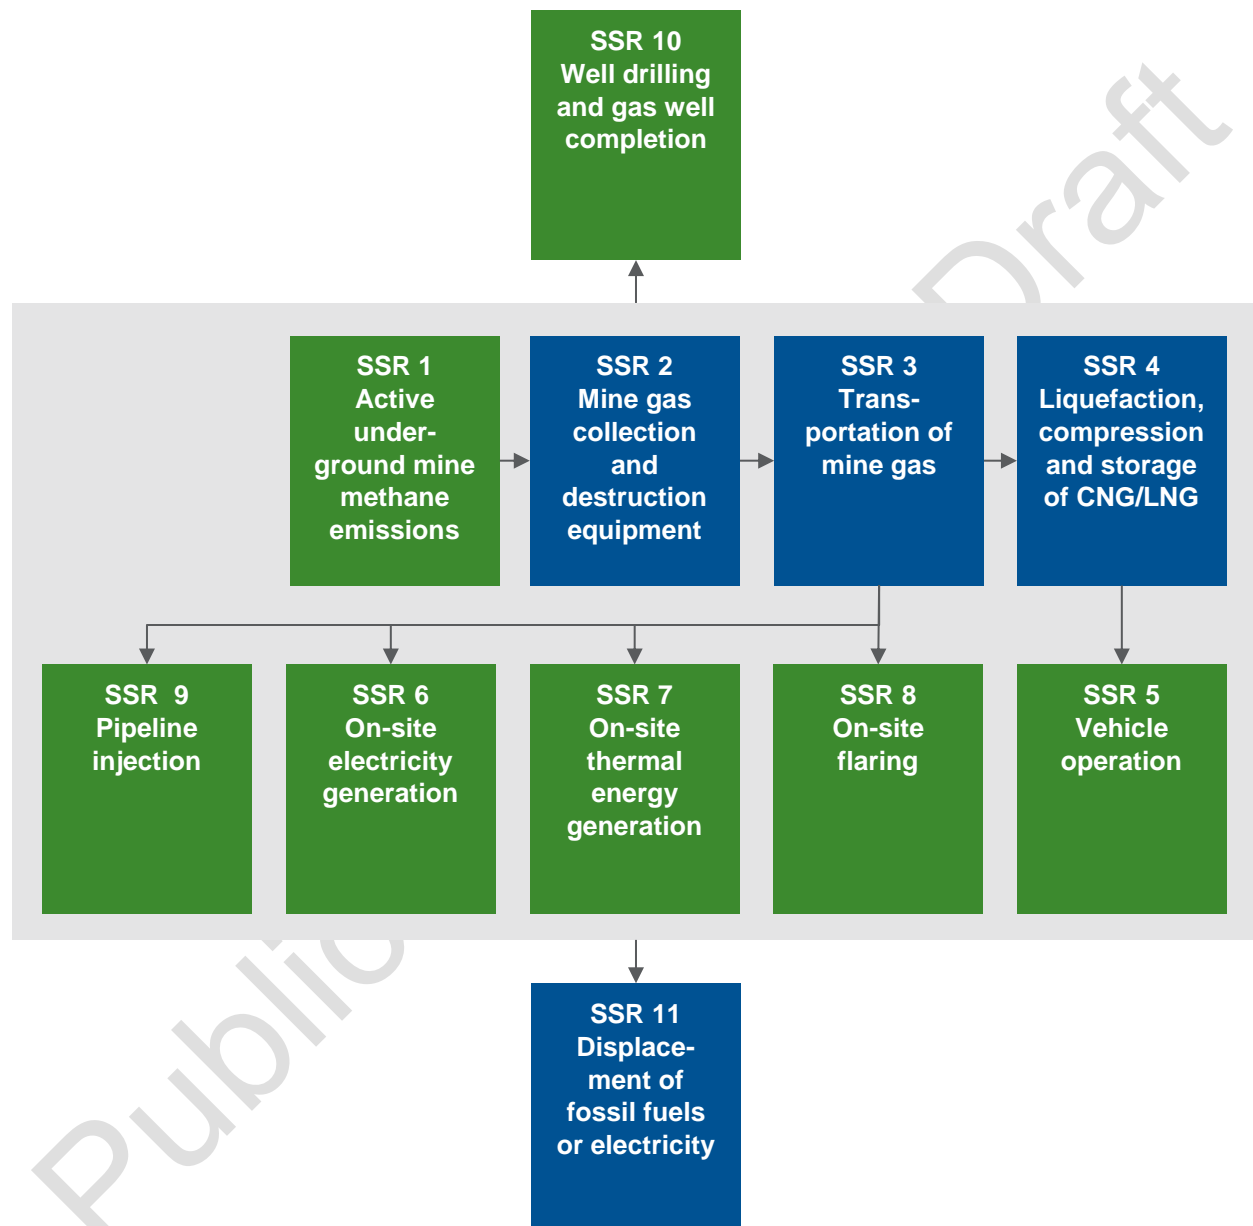 SSR 10
Well drilling
and gas well
completion
SSR 1
Active
under-
ground mine
methane
emissions
SSR 2
Mine gas
collection
and
destruction
equipment
SSR 3
Trans-
portation of
mine gas
SSR 4
Liquefaction,
compression
and storage
of CNG/LNG
SSR 9
Pipeline
injection
SSR 6
On-site
electricity
generation
SSR 7
On-site
thermal
energy
generation
SSR 8
On-site
flaring
SSR 5
Vehicle
operation
SSR 11
Displace-
ment of
fossil fuels
or electricity
Public
Draft